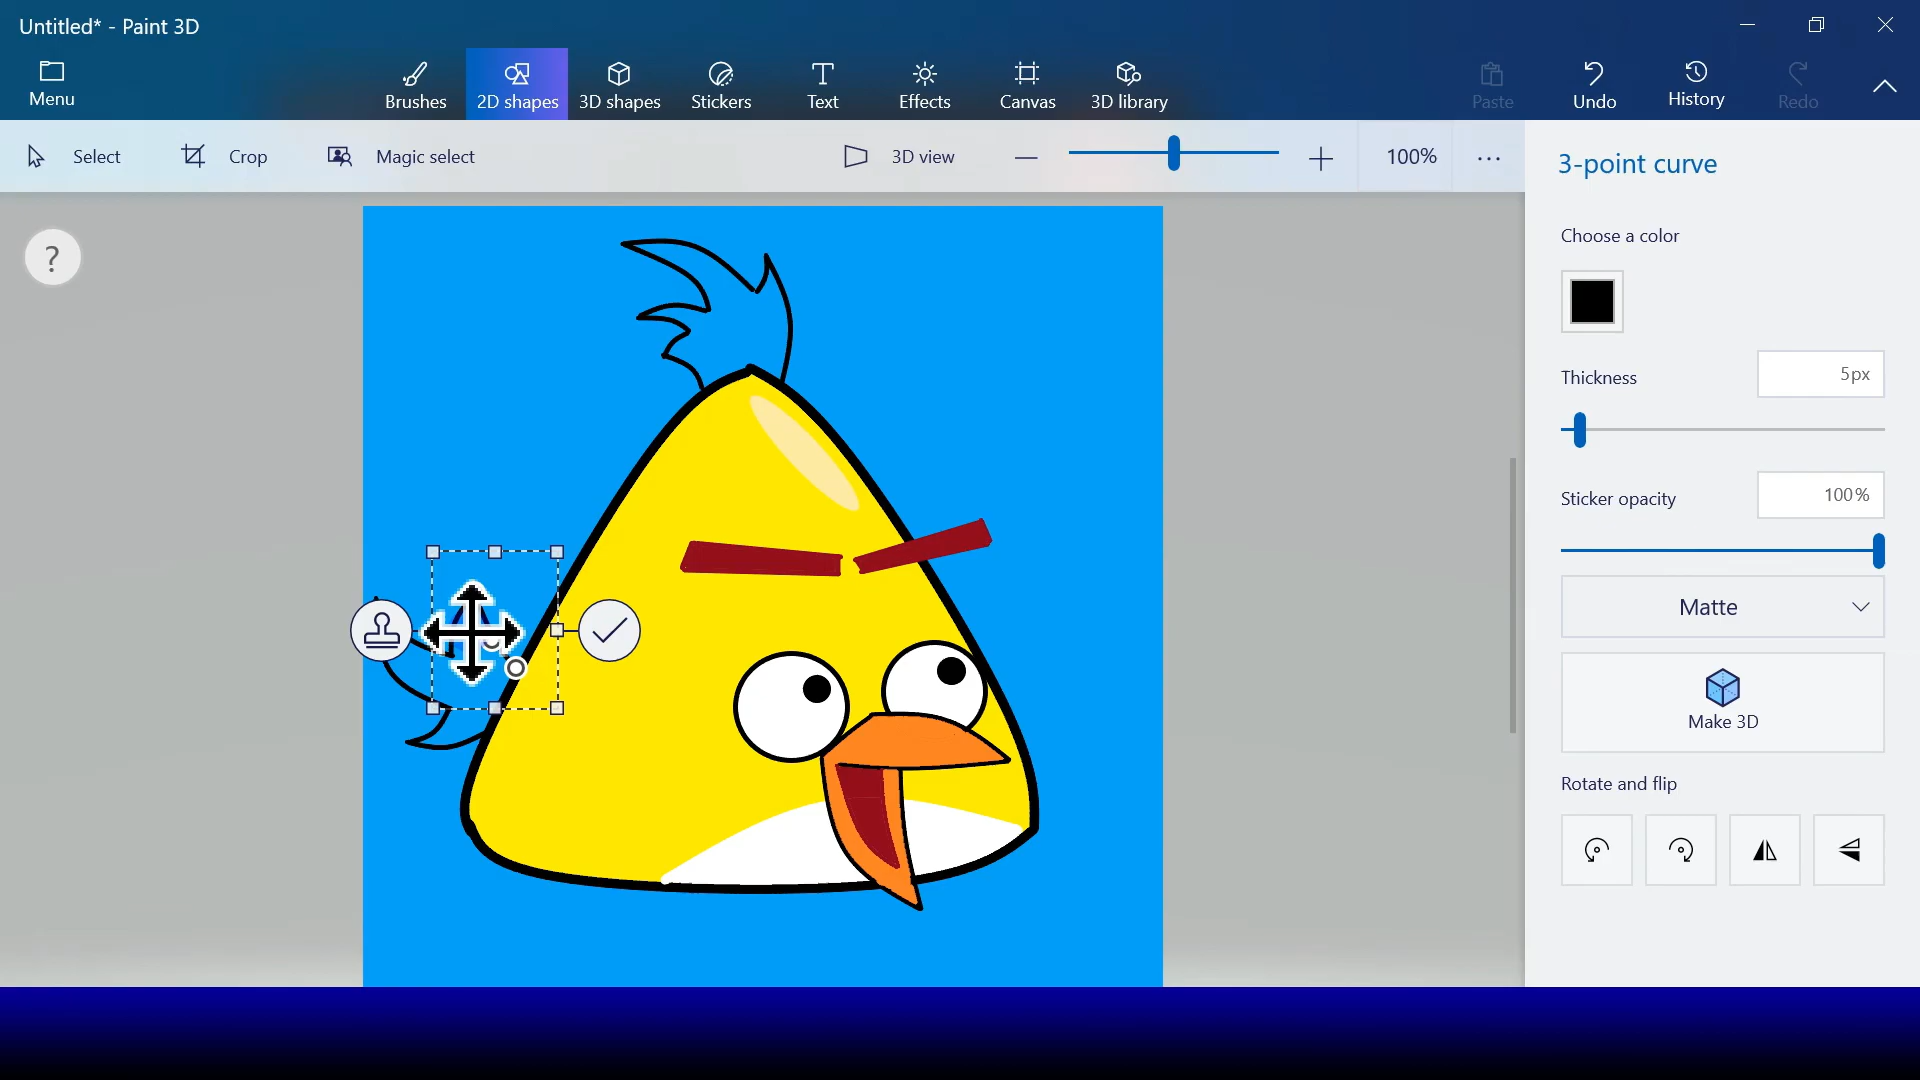 Untitled* - Paint 3D
Menu
Brushes
2D shapes
3D shapes
Stickers
Text
Effects
Canvas
3D library
Paste
Undo
History
Redo
Select
Crop
Magic select
3D view
100%
3-point curve
?
Choose a color
Thickness
5px
Sticker opacity
100%
Matte
Make 3D
Rotate and flip